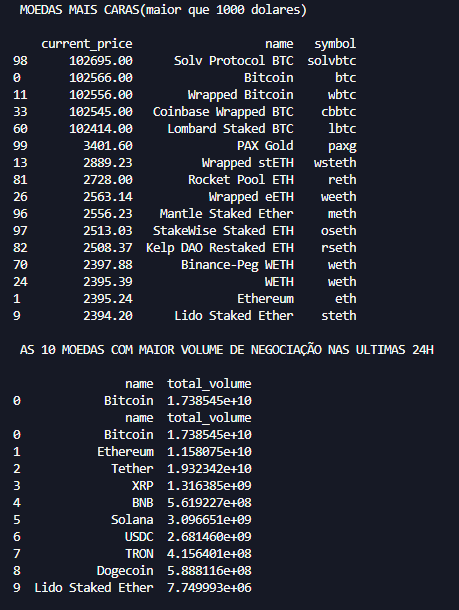 MOEDAS MAIS CARAS(maior que 1000 dolares)
current_price name symbol
98 102695.00 Solv Protocol BTC solvbtc
0 102566.00 Bitcoin btc
11 102556.00 Wrapped Bitcoin wbtc
33 102545.00 Coinbase Wrapped BTC cbbtc
60 102414.00 Lombard Staked BTC lbtc
99 3401.60 PAX Gold paxg
13 2889.23 Wrapped stETH wsteth
81 2728.00 Rocket Pool ETH reth
26 2563.14 Wrapped eETH weeth
96 2556.23 Mantle Staked Ether meth
97 2513.03 StakeWise Staked ETH oseth
82 2508.37 Kelp DAO Restaked ETH rseth
70 2397.88 Binance-Peg WETH weth
24 2395.39 WETH weth
1 2395.24 Ethereum eth
9 2394.20 Lido Staked Ether steth
AS 10 MOEDAS COM MAIOR VOLUME DE NEGOCIAÇÃO NAS ULTIMAS 24H
name total_volume
0 Bitcoin 1.738545e+10
name total_volume
0 Bitcoin 1.738545e+10
1 Ethereum 1.158075e+10
2 Tether 1.932342e+10
3 XRP 1.316385e+09
4 BNB 5.619227e+08
5 Solana 3.096651e+09
6 USDC 2.681460e+09
7 TRON 4.156401e+08
8 Dogecoin 5.888116e+08
9 Lido Staked Ether 7.749993e+06